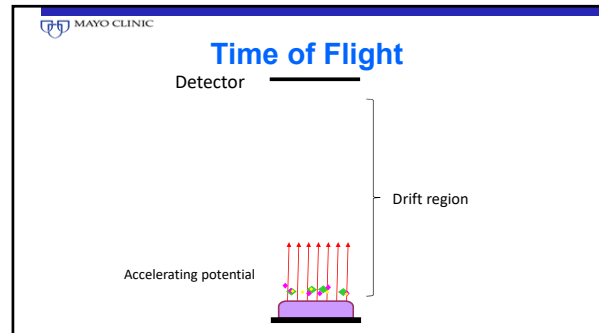 MAYO CLINIC
Time of Flight
Detector
Drift region
Accelerating potential